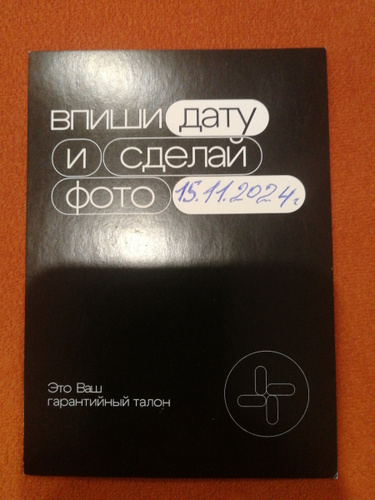 впиши дату
и сделай
фото 15.11.2024г.
Это Ваш
гарантийный талон